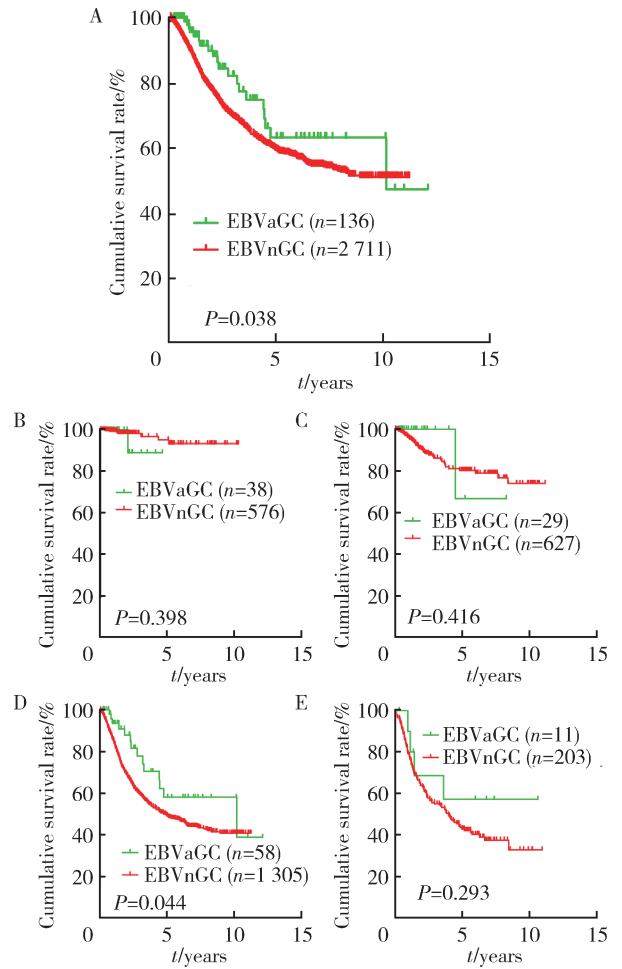 A
Cumulative survival rate/%
100
80
60
40
20
0
5
10
15
EBVaGC (n=136)
EBVnGC (n=2 711)
P=0.038
t/years
B
Cumulative survival rate/%
100
80
60
40
20
0
5
10
15
EBVaGC (n=38)
EBVnGC (n=576)
P=0.398
t/years
C
Cumulative survival rate/%
100
80
60
40
20
0
5
10
15
EBVaGC (n=29)
EBVnGC (n=627)
P=0.416
t/years
D
Cumulative survival rate/%
100
80
60
40
20
0
5
10
15
EBVaGC (n=58)
EBVnGC (n=1 305)
P=0.044
t/years
E
Cumulative survival rate/%
100
80
60
40
20
0
5
10
15
EBVaGC (n=11)
EBVnGC (n=203)
P=0.293
t/years